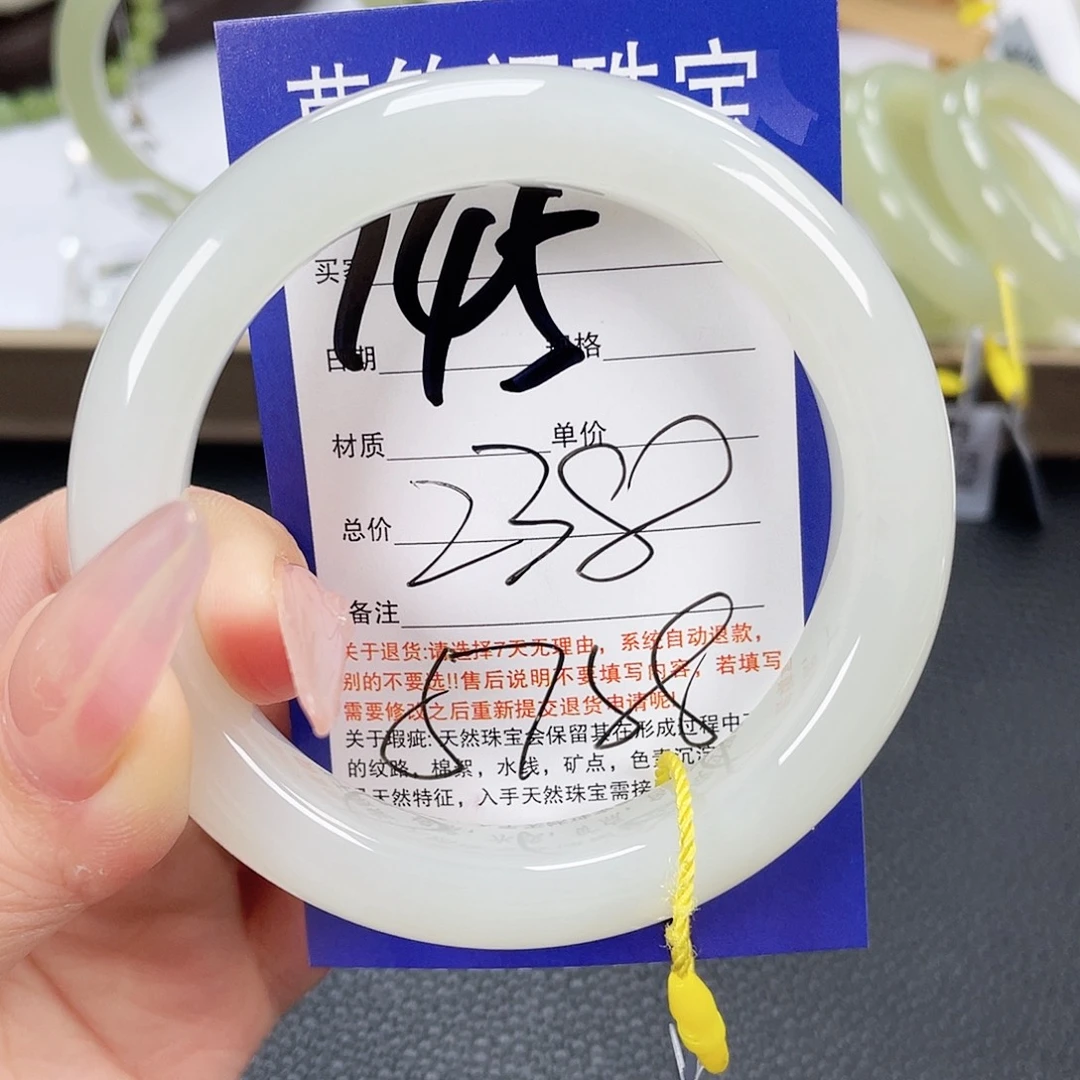 珠宝
145
买家
日期 规格
材质 单价
238
总价
备注
5758
关于退货:请选择7天无理由，系统自动退款，
别的不要选!!售后说明不要填写内容，若填写
需要修改之后重新提交退货申请呢!
关于瑕疵:天然珠宝会保留其在形成过程中
的纹路，棉絮，水线，矿点，色素沉
天然特征，入手天然珠宝需接